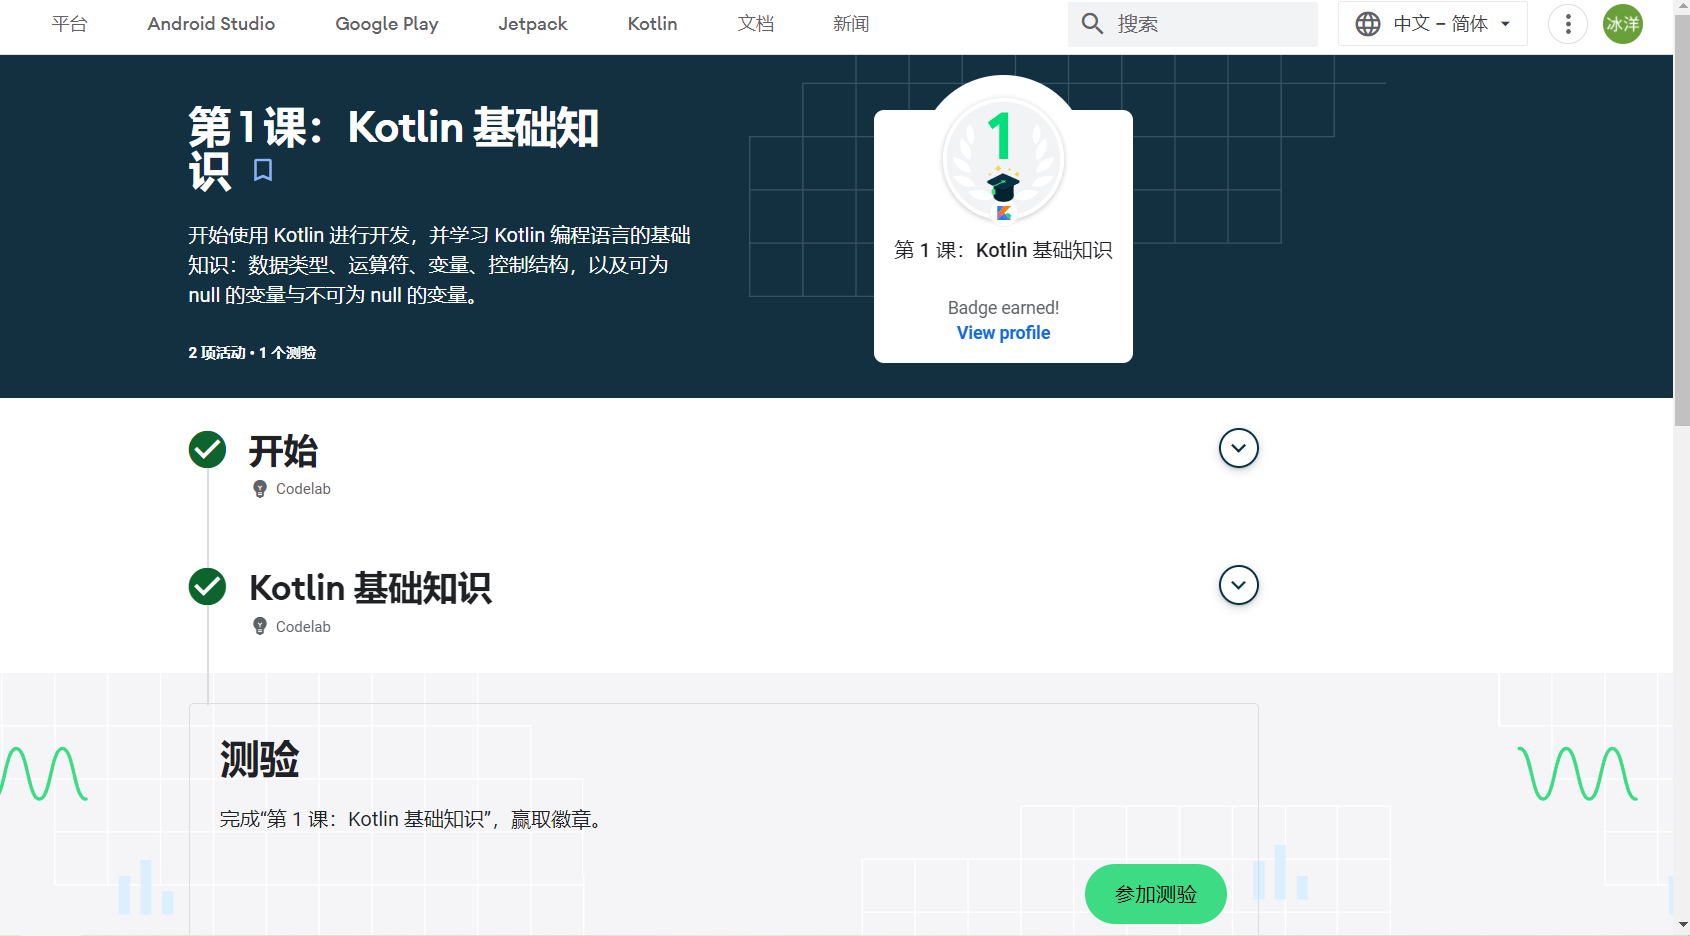 平台
Android Studio
Google Play
Jetpack
Kotlin
文档
新闻
搜索
中文 – 简体
冰洋
第 1 课：Kotlin 基础知
识
开始使用 Kotlin 进行开发，并学习 Kotlin 编程语言的基础
知识：数据类型、运算符、变量、控制结构，以及可为
null 的变量与不可为 null 的变量。
2 项活动 • 1 个测验
1
第 1 课：Kotlin 基础知识
Badge earned!
View profile
开始
Codelab
Kotlin 基础知识
Codelab
测验
完成“第 1 课：Kotlin 基础知识”，赢取徽章。
参加测验